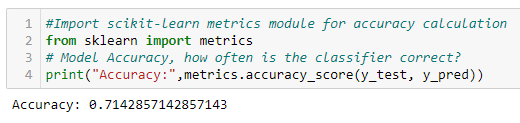 1 #Import scikit-learn metrics module for accuracy calculation
2 from sklearn import metrics
3 # Model Accuracy, how often is the classifier correct?
4 print("Accuracy:",metrics.accuracy_score(y_test, y_pred))
Accuracy: 0.7142857142857143